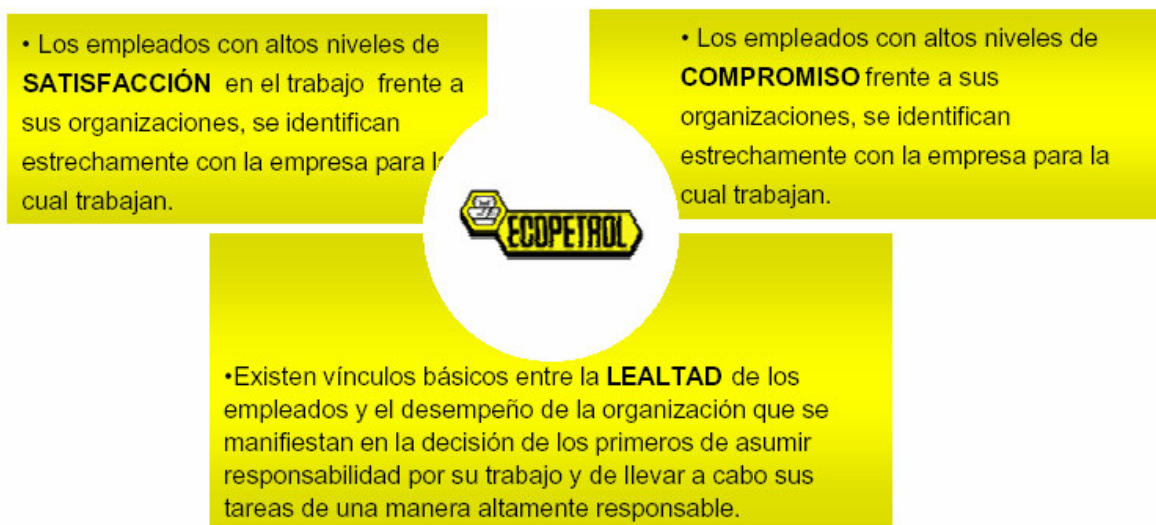 • Los empleados con altos niveles de
SATISFACCIÓN en el trabajo frente a
sus organizaciones, se identifican
estrechamente con la empresa para la
cual trabajan.
• Los empleados con altos niveles de
COMPROMISO frente a sus
organizaciones, se identifican
estrechamente con la empresa para la
cual trabajan.
ECOPETROL
•Existen vínculos básicos entre la LEALTAD de los
empleados y el desempeño de la organización que se
manifiestan en la decisión de los primeros de asumir
responsabilidad por su trabajo y de llevar a cabo sus
tareas de una manera altamente responsable.